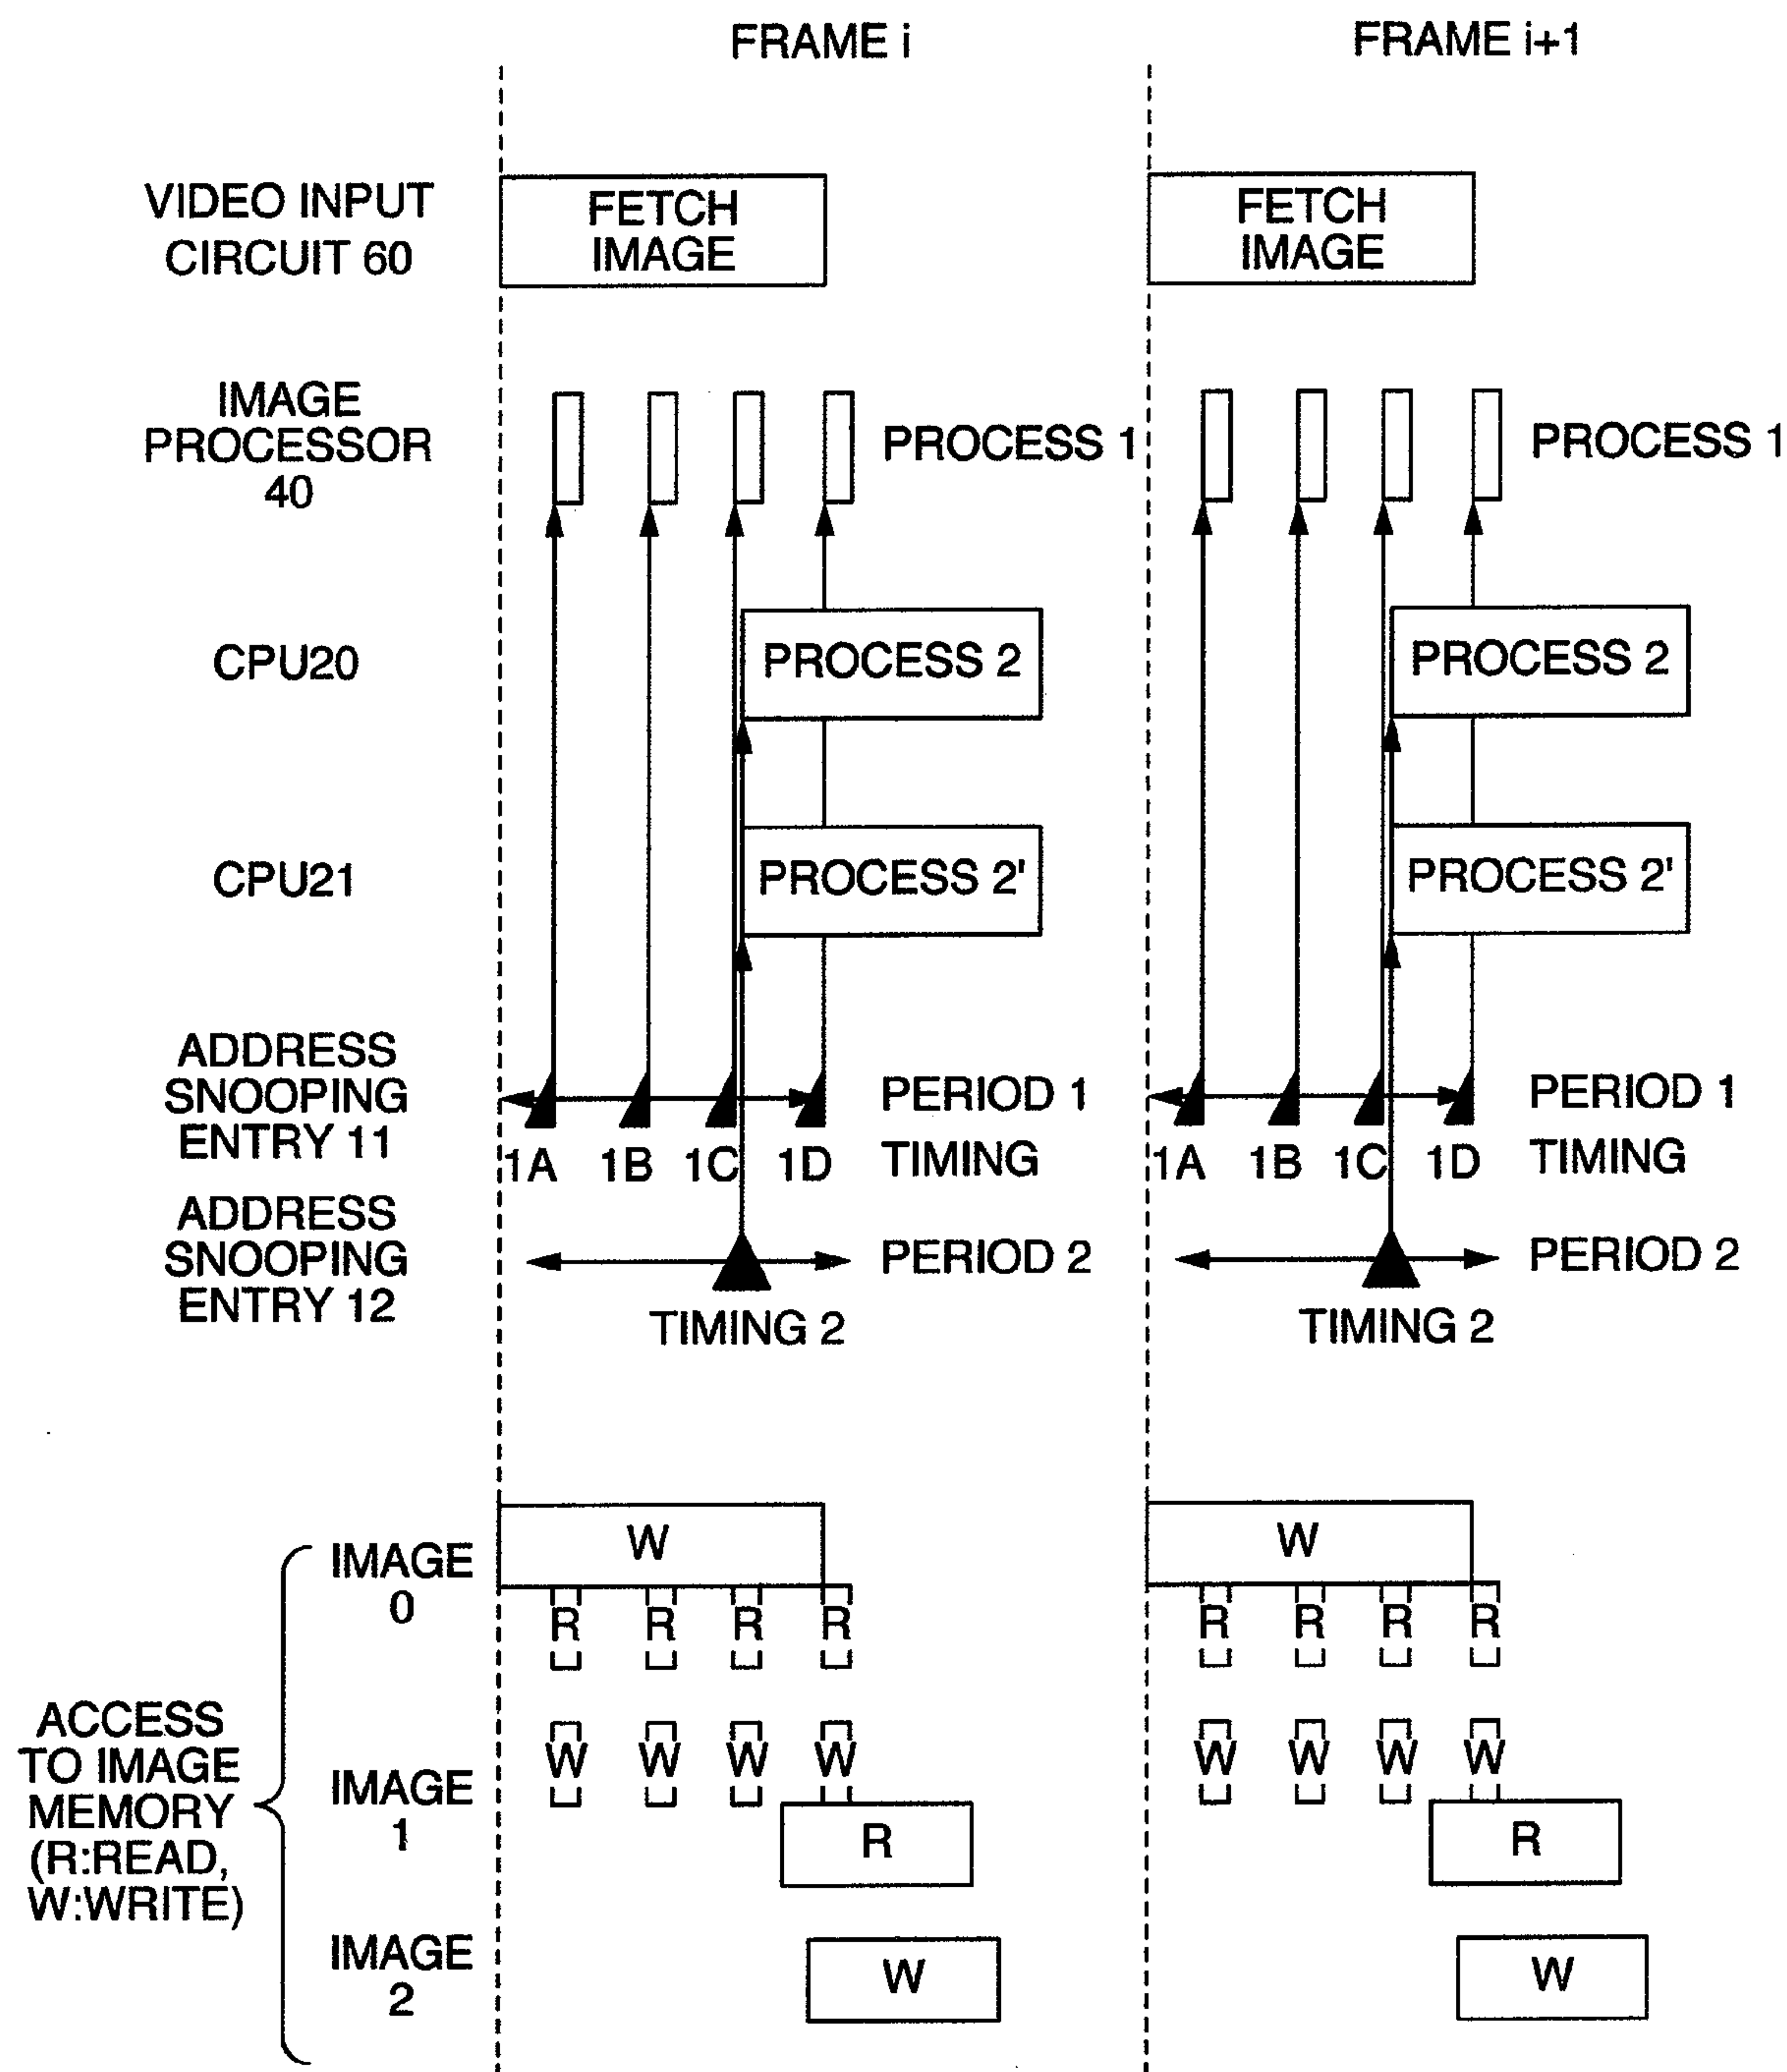 FRAME i
FRAME i+1
VIDEO INPUT
CIRCUIT 60
FETCH
IMAGE
FETCH
IMAGE
IMAGE
PROCESSOR
40
PROCESS 1
PROCESS 1
CPU20
PROCESS 2
PROCESS 2
CPU21
PROCESS 2'
PROCESS 2'
ADDRESS
SNOOPING
ENTRY 11
PERIOD 1
PERIOD 1
1A 1B 1C 1D TIMING
1A 1B 1C 1D TIMING
ADDRESS
SNOOPING
ENTRY 12
PERIOD 2
PERIOD 2
TIMING 2
TIMING 2
ACCESS
TO IMAGE
MEMORY
(R:READ,
W:WRITE)
IMAGE
0
W
W
R R R R
R R R R
IMAGE
1
W W W W
W W W W
R
R
IMAGE
2
W
W